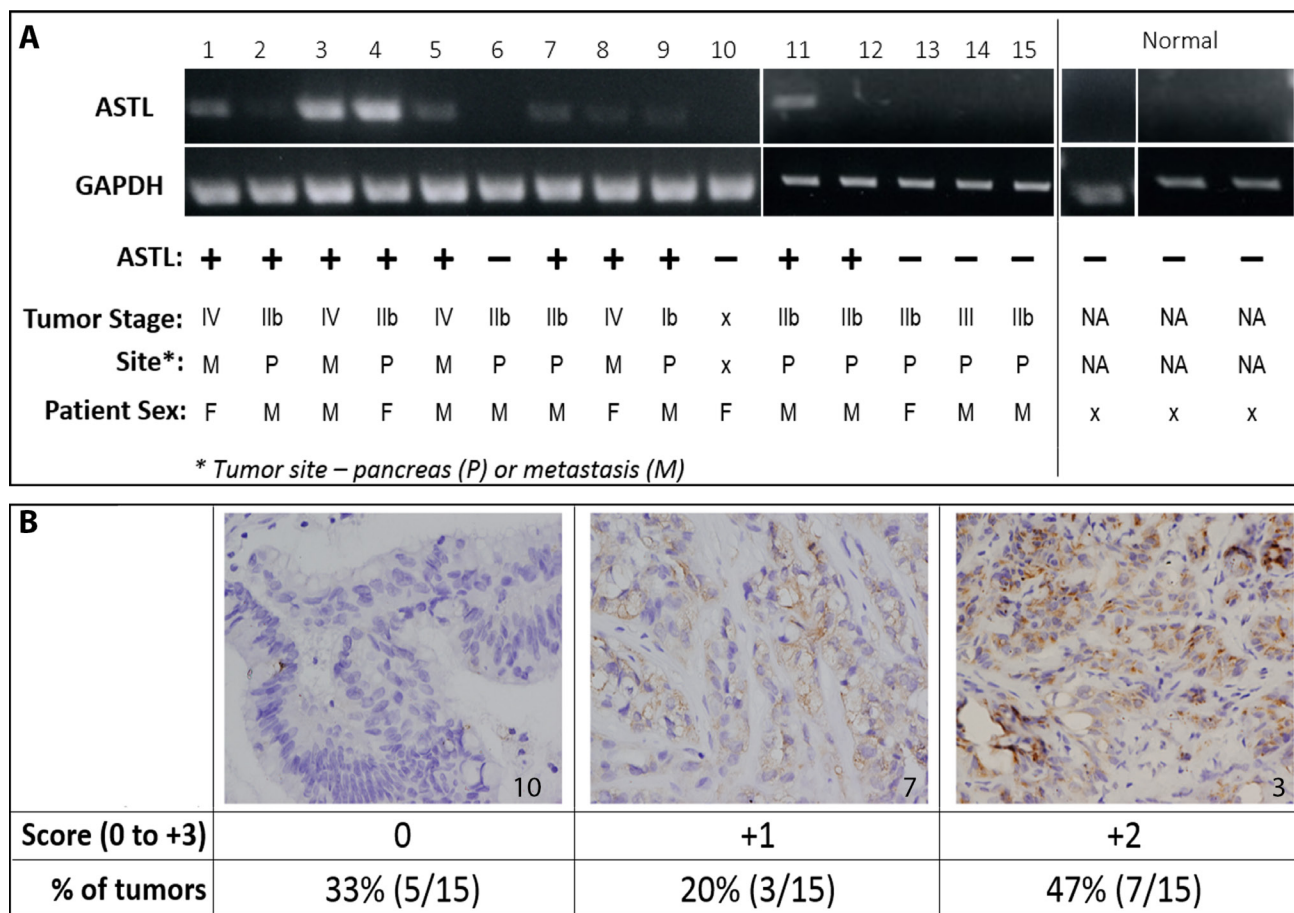 A
1 2 3 4 5 6 7 8 9 10 11 12 13 14 15 Normal
ASTL
GAPDH
ASTL: + + + + + − + + + − + + − − − − − −
Tumor Stage: IV IIb IV IIb IV IIb IIb IV Ib x IIb IIb IIb III IIb NA NA NA
Site*: M P M P M P P M P x P P P P P NA NA NA
Patient Sex: F M M F M M M F M F M M F M M x x x
* Tumor site – pancreas (P) or metastasis (M)
B
10 7 3
Score (0 to +3) 0 +1 +2
% of tumors 33% (5/15) 20% (3/15) 47% (7/15)